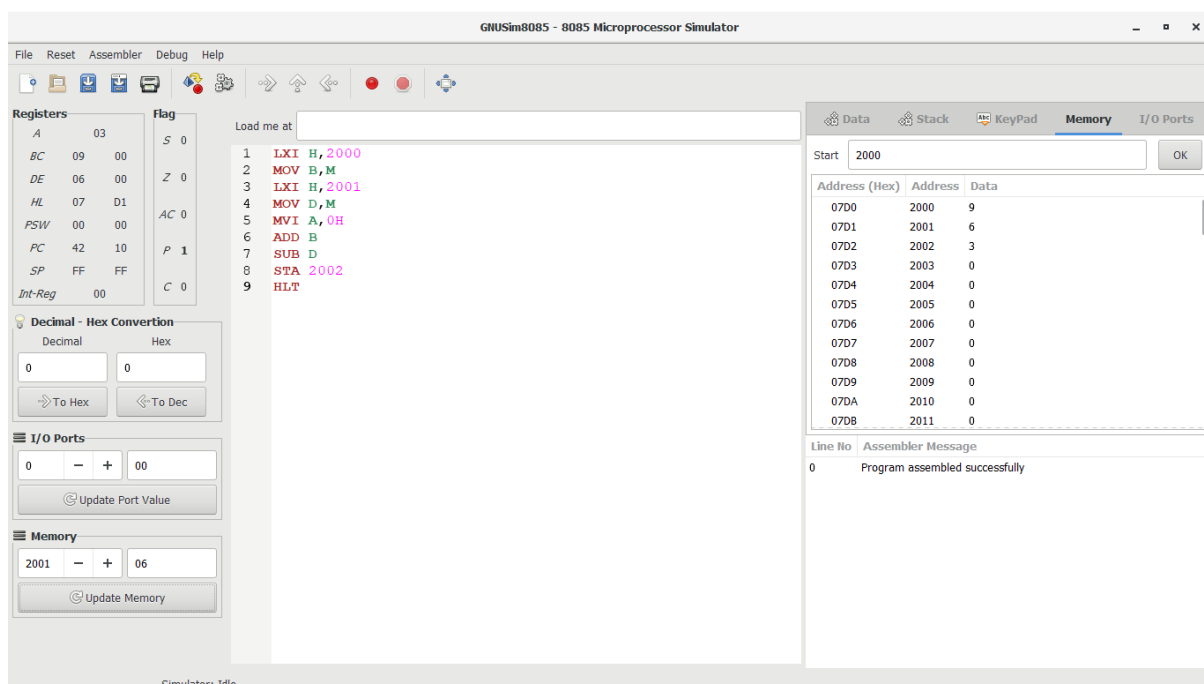 GNUSim8085 - 8085 Microprocessor Simulator
File Reset Assembler Debug Help
Registers
A 03
BC 09 00
DE 06 00
HL 07 D1
PSW 00 00
PC 42 10
SP FF FF
Int-Reg 00
Flag
S 0
Z 0
AC 0
P 1
C 0
Decimal - Hex Convertion
Decimal Hex
0 0
To Hex To Dec
I/O Ports
0 − + 00
Update Port Value
Memory
2001 − + 06
Update Memory
Load me at
1 LXI H,2000
2 MOV B,M
3 LXI H,2001
4 MOV D,M
5 MVI A,0H
6 ADD B
7 SUB D
8 STA 2002
9 HLT
Data Stack Abc KeyPad Memory I/O Ports
Start 2000 OK
Address (Hex) Address Data
07D0 2000 9
07D1 2001 6
07D2 2002 3
07D3 2003 0
07D4 2004 0
07D5 2005 0
07D6 2006 0
07D7 2007 0
07D8 2008 0
07D9 2009 0
07DA 2010 0
07DB 2011 0
Line No Assembler Message
0 Program assembled successfully
Simulator: Idle